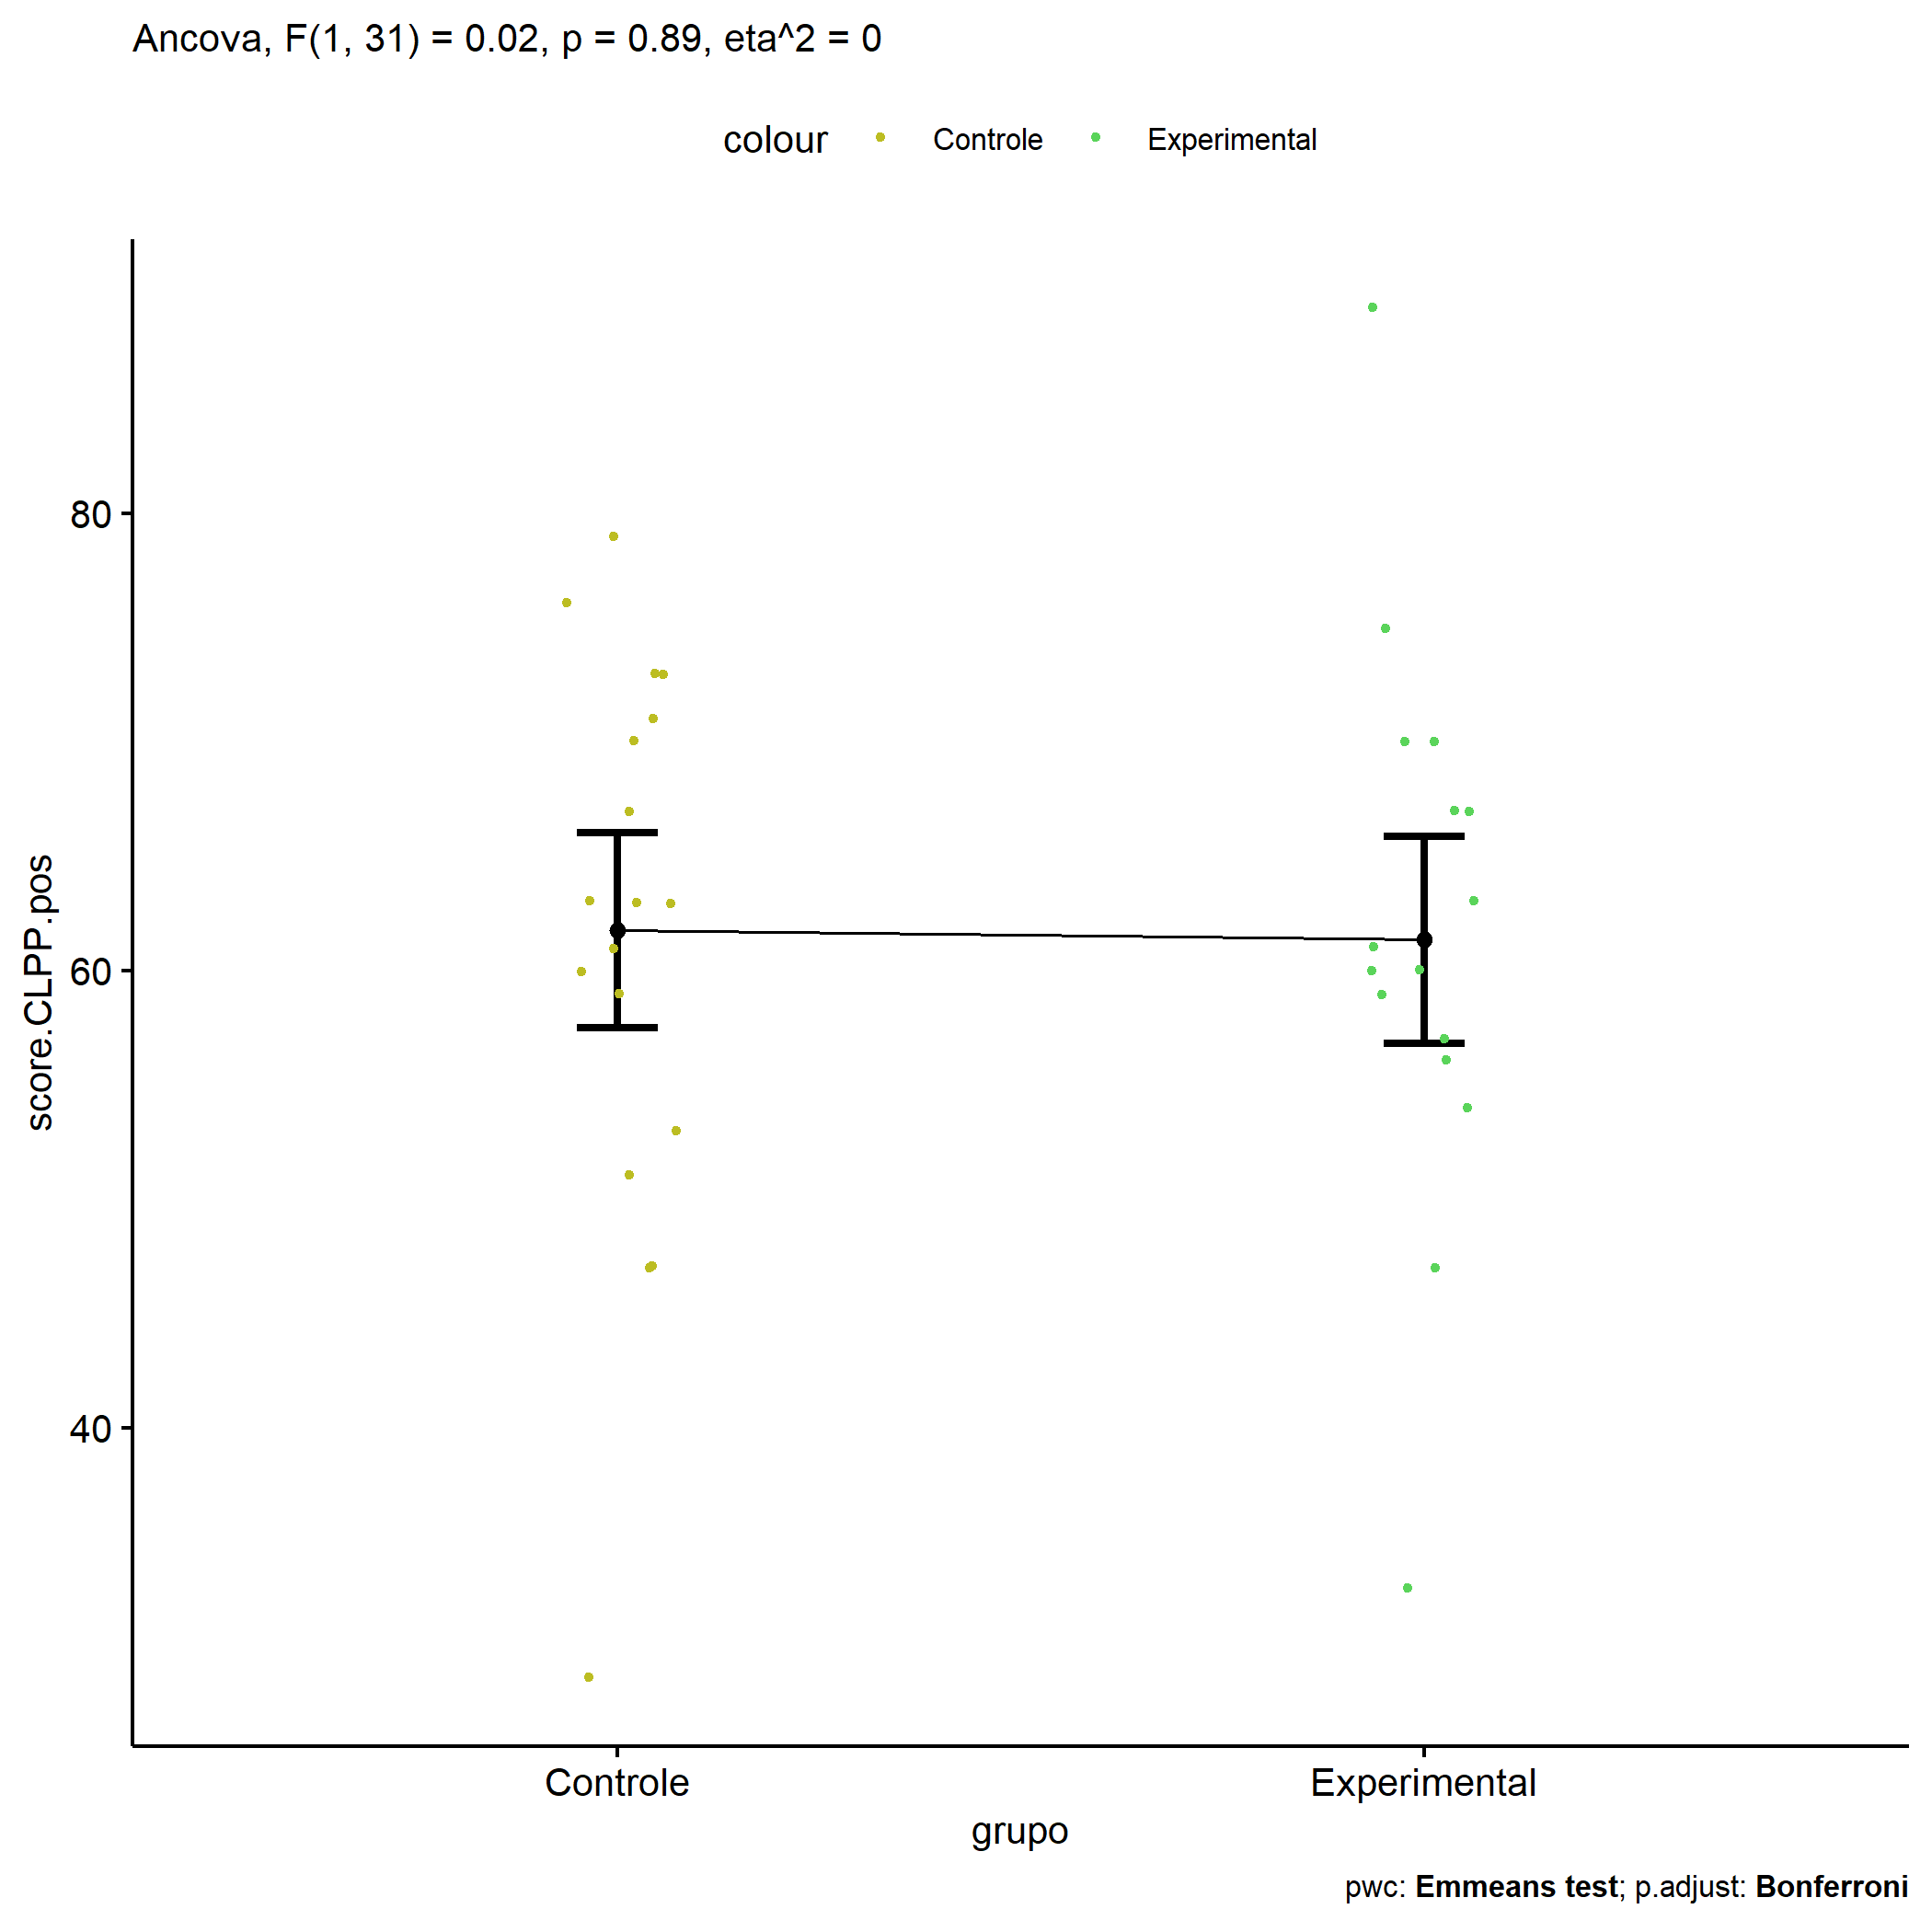 Ancova, F(1, 31) = 0.02, p = 0.89, eta^2 = 0
colour Controle Experimental
score.CLPP.pos
80
60
40
Controle Experimental
grupo
pwc: Emmeans test; p.adjust: Bonferroni